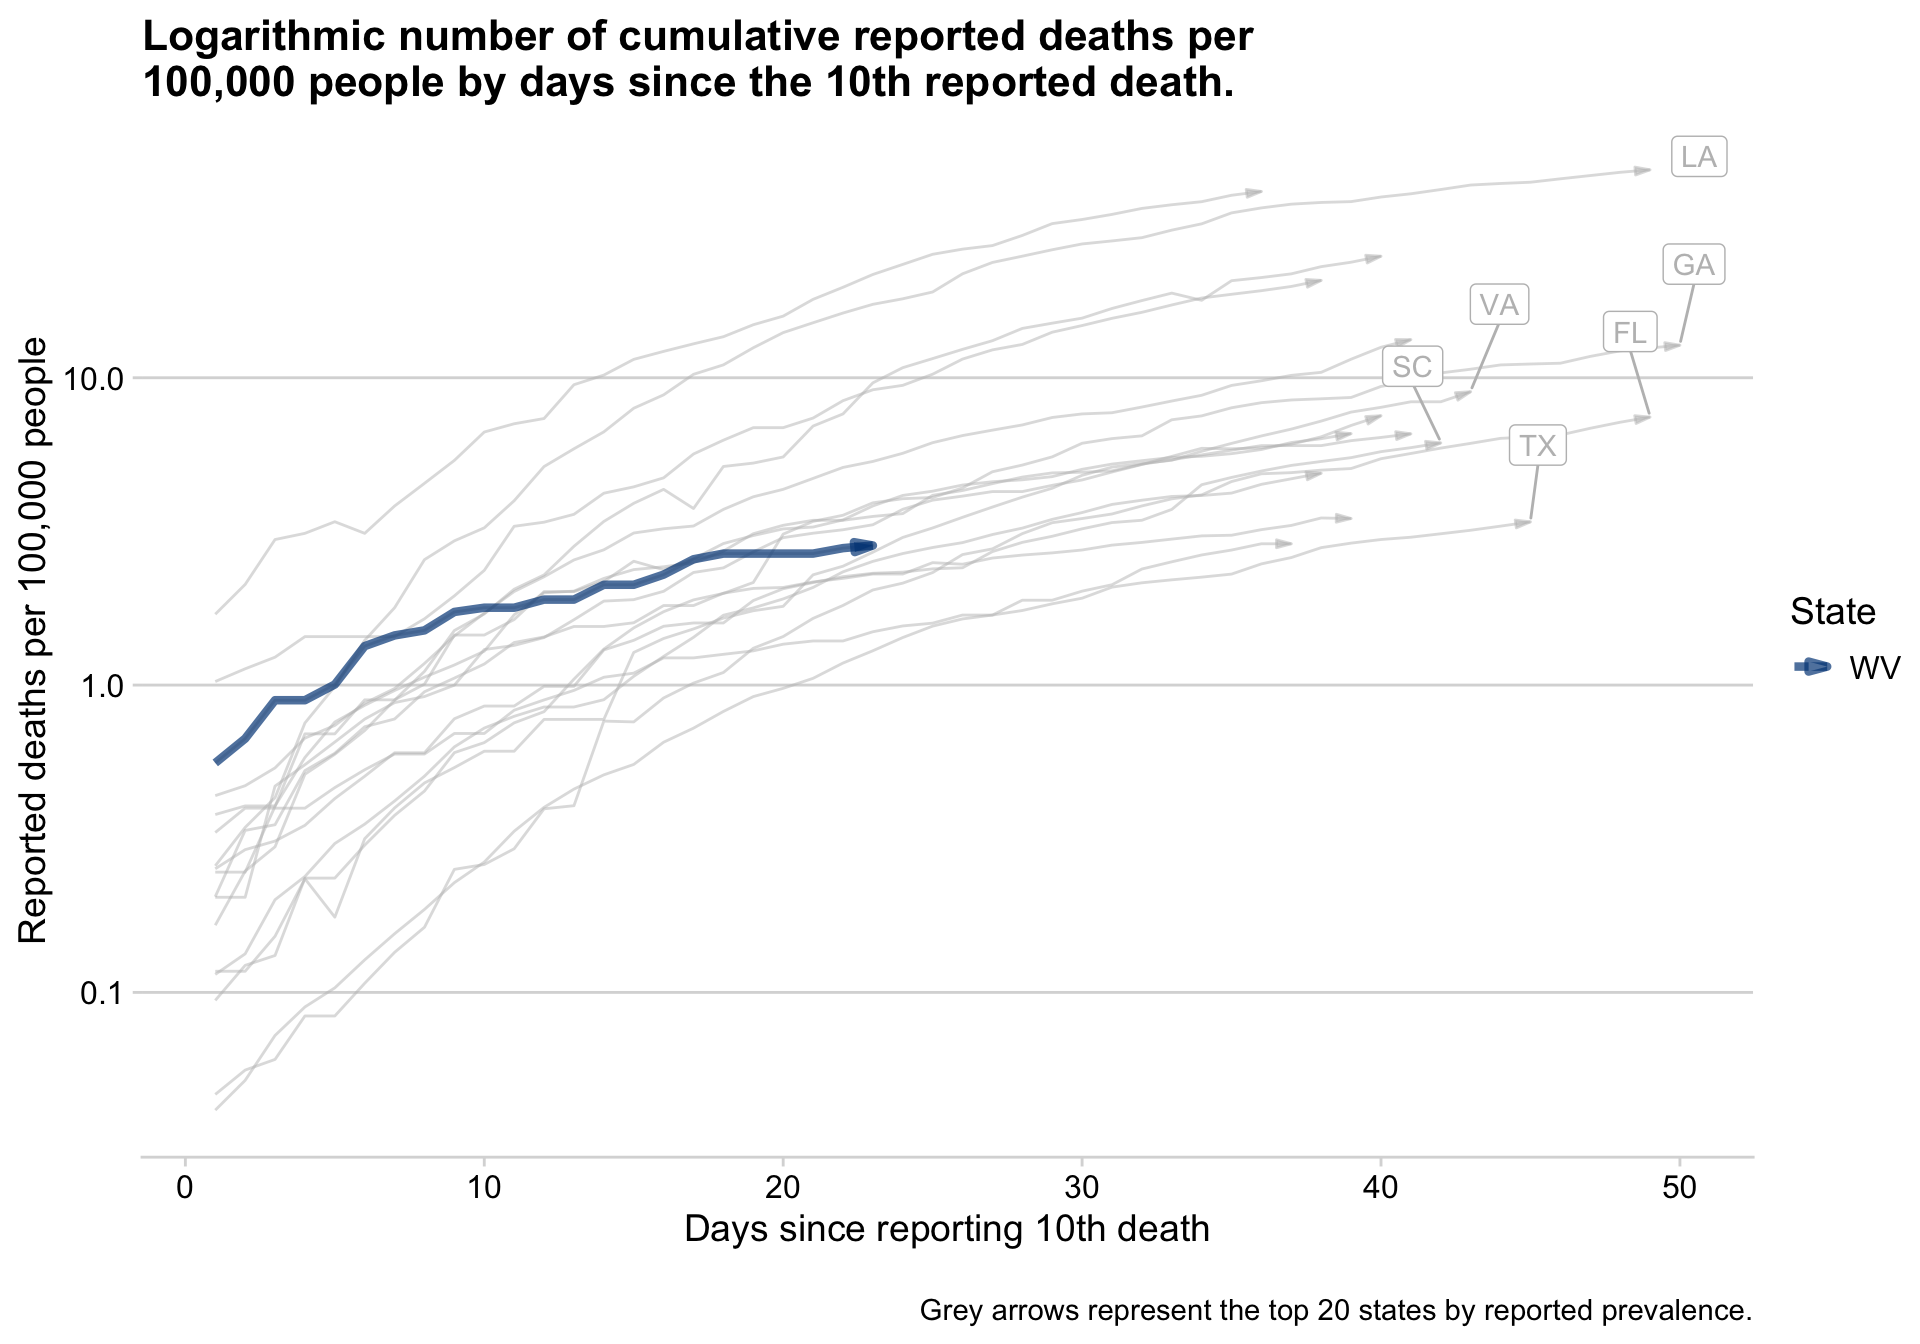 Logarithmic number of cumulative reported deaths per
100,000 people by days since the 10th reported death.
LA
GA
VA
FL
SC
TX
Reported deaths per 100,000 people
10.0
1.0
0.1
State
WV
0
10
20
30
40
50
Days since reporting 10th death
Grey arrows represent the top 20 states by reported prevalence.